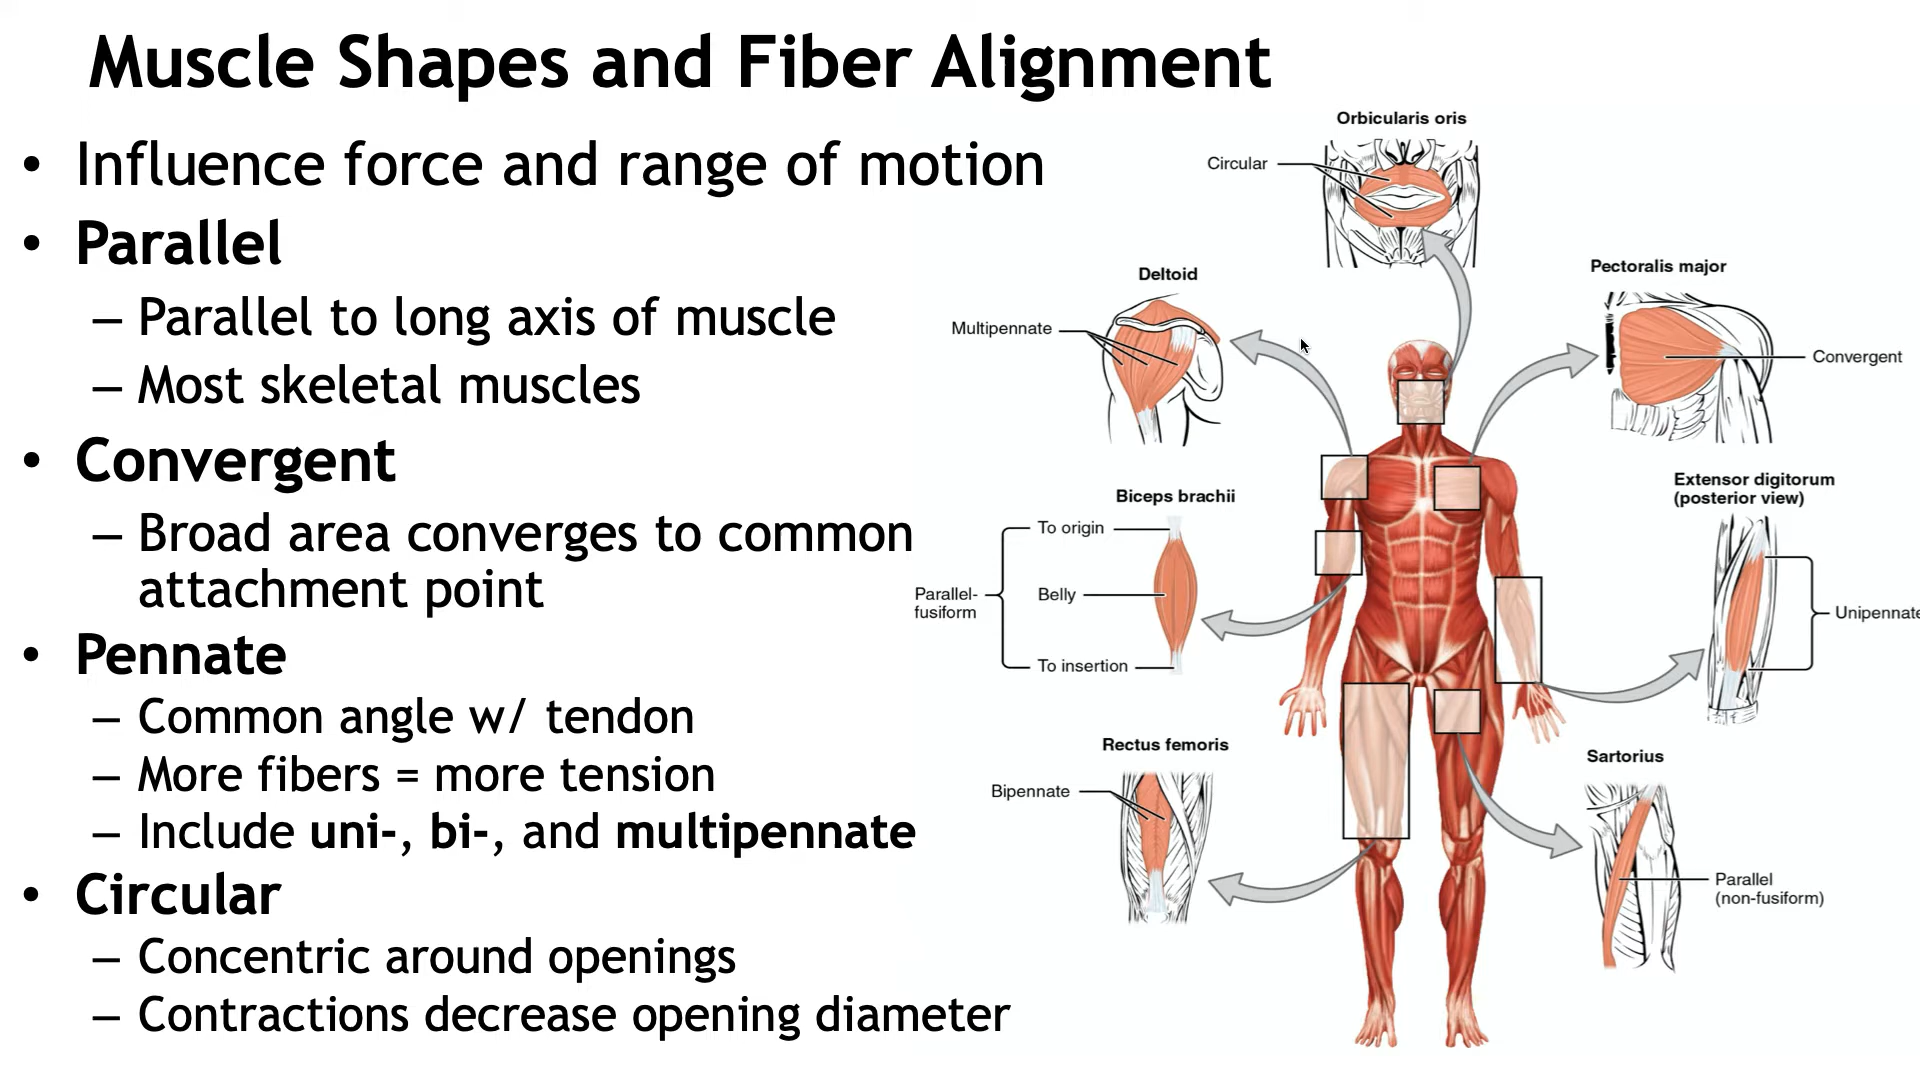 Muscle Shapes and Fiber Alignment
• Influence force and range of motion
• Parallel
– Parallel to long axis of muscle
– Most skeletal muscles
• Convergent
– Broad area converges to common
attachment point
• Pennate
– Common angle w/ tendon
– More fibers = more tension
– Include uni-, bi-, and multipennate
• Circular
– Concentric around openings
– Contractions decrease opening diameter
Orbicularis oris
Circular
Deltoid
Multipennate
Pectoralis major
Convergent
Biceps brachii
To origin
Belly
To insertion
Parallel-
fusiform
Extensor digitorum
(posterior view)
Unipennate
Rectus femoris
Bipennate
Sartorius
Parallel
(non-fusiform)